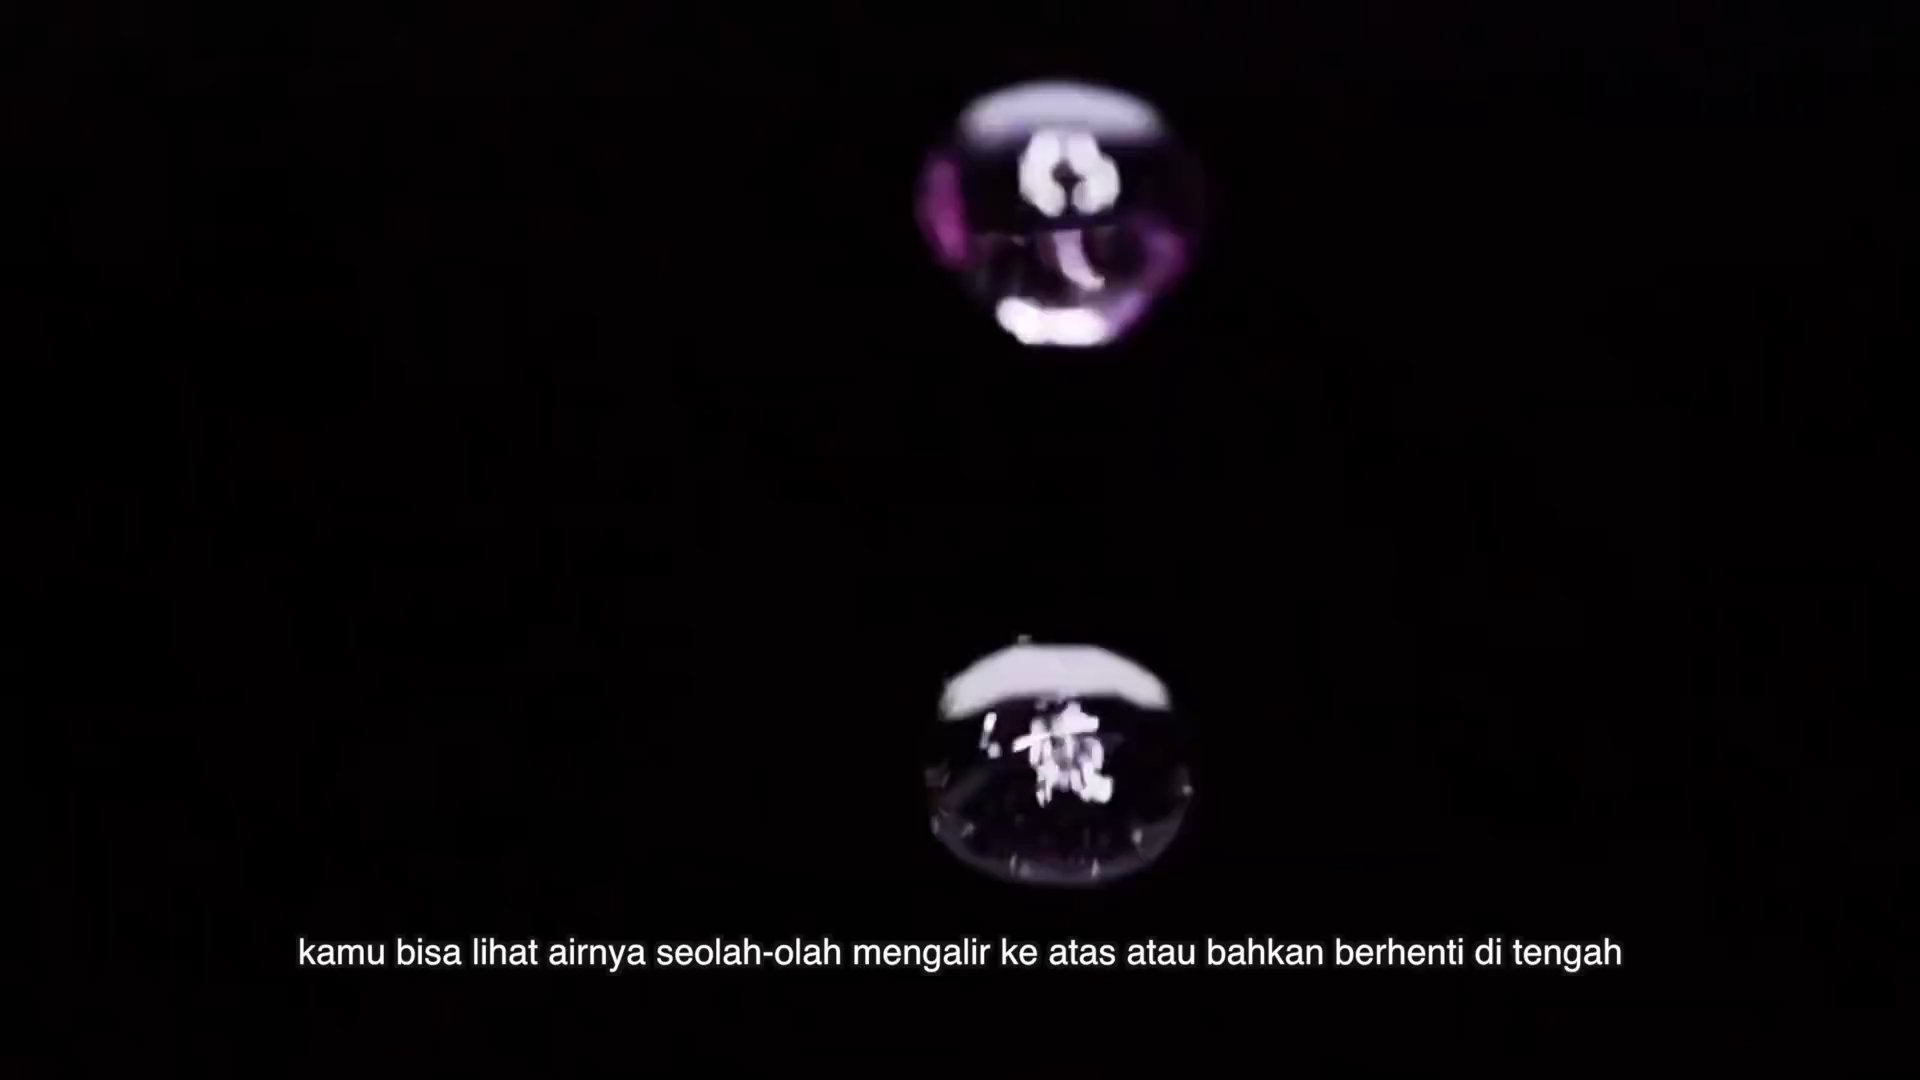 kamu bisa lihat airnya seolah-olah mengalir ke atas atau bahkan berhenti di tengah